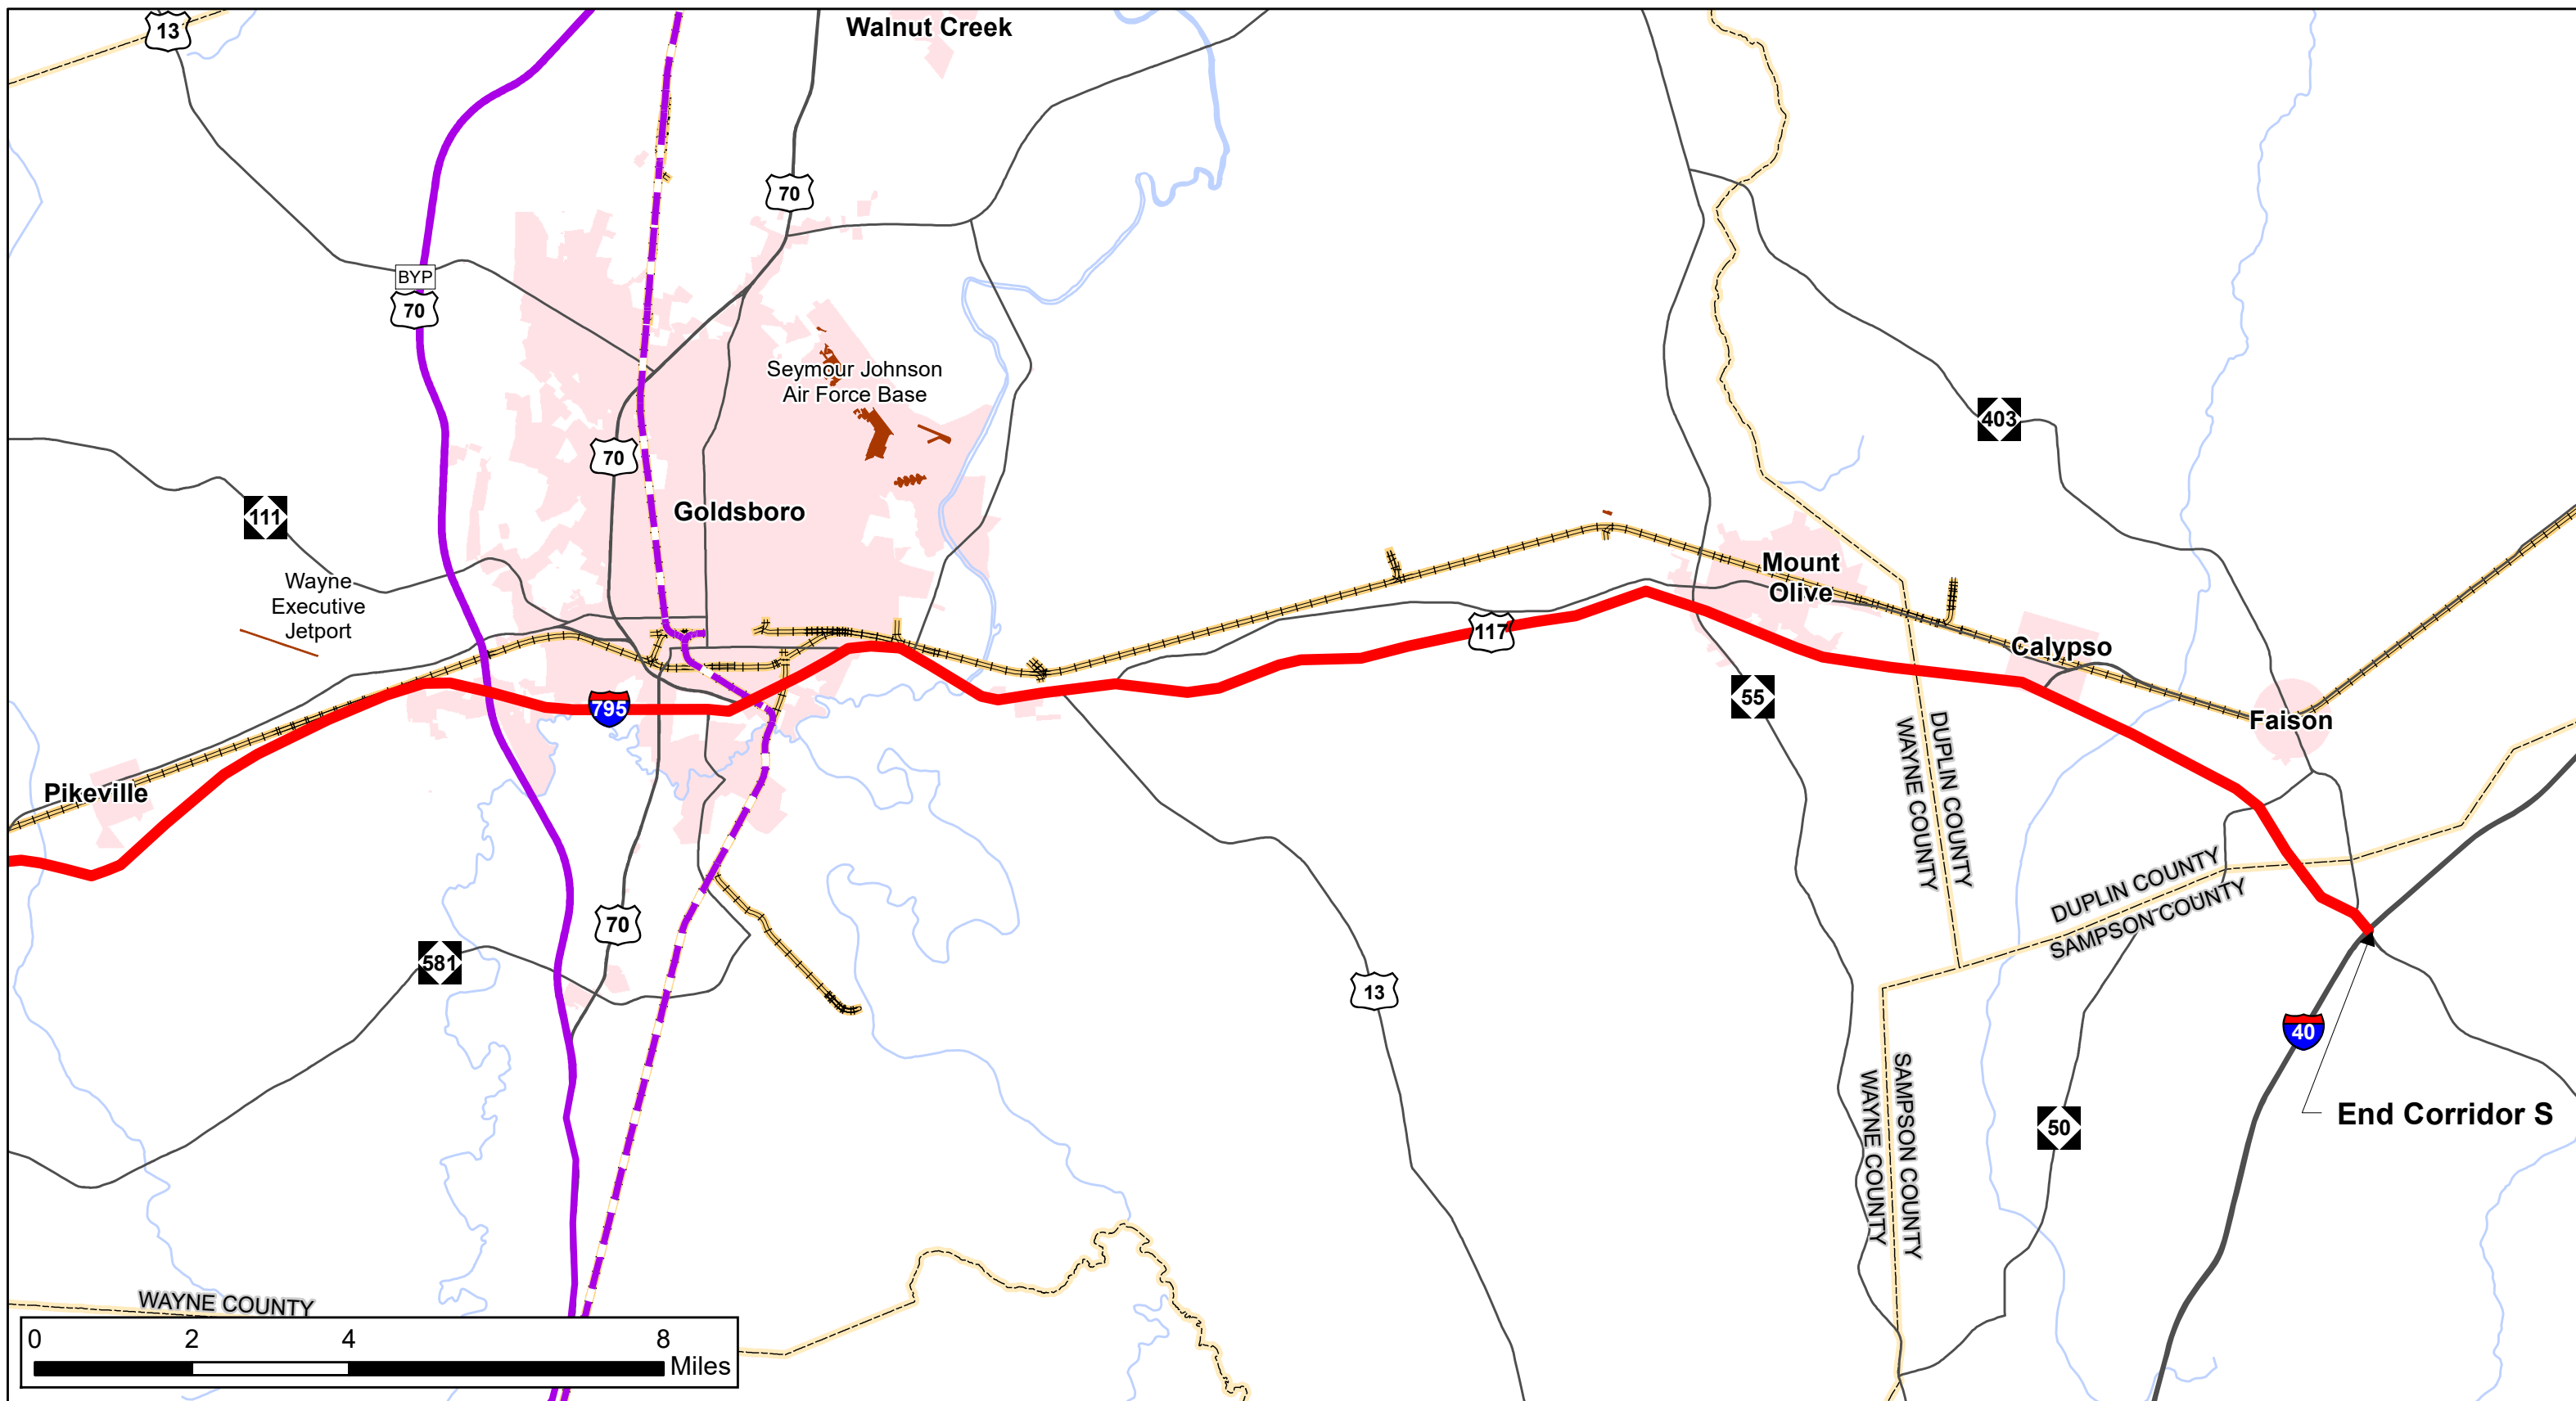 13
Walnut Creek
70
BYP
70
Seymour Johnson
Air Force Base
403
70
111
Goldsboro
Wayne
Executive
Jetport
Mount
Olive
117
Calypso
55
795
Faison
Pikeville
DUPLIN COUNTY
WAYNE COUNTY
DUPLIN COUNTY
SAMPSON COUNTY
70
581
13
40
SAMPSON COUNTY
WAYNE COUNTY
50
End Corridor S
WAYNE COUNTY
0 2 4 8
Miles